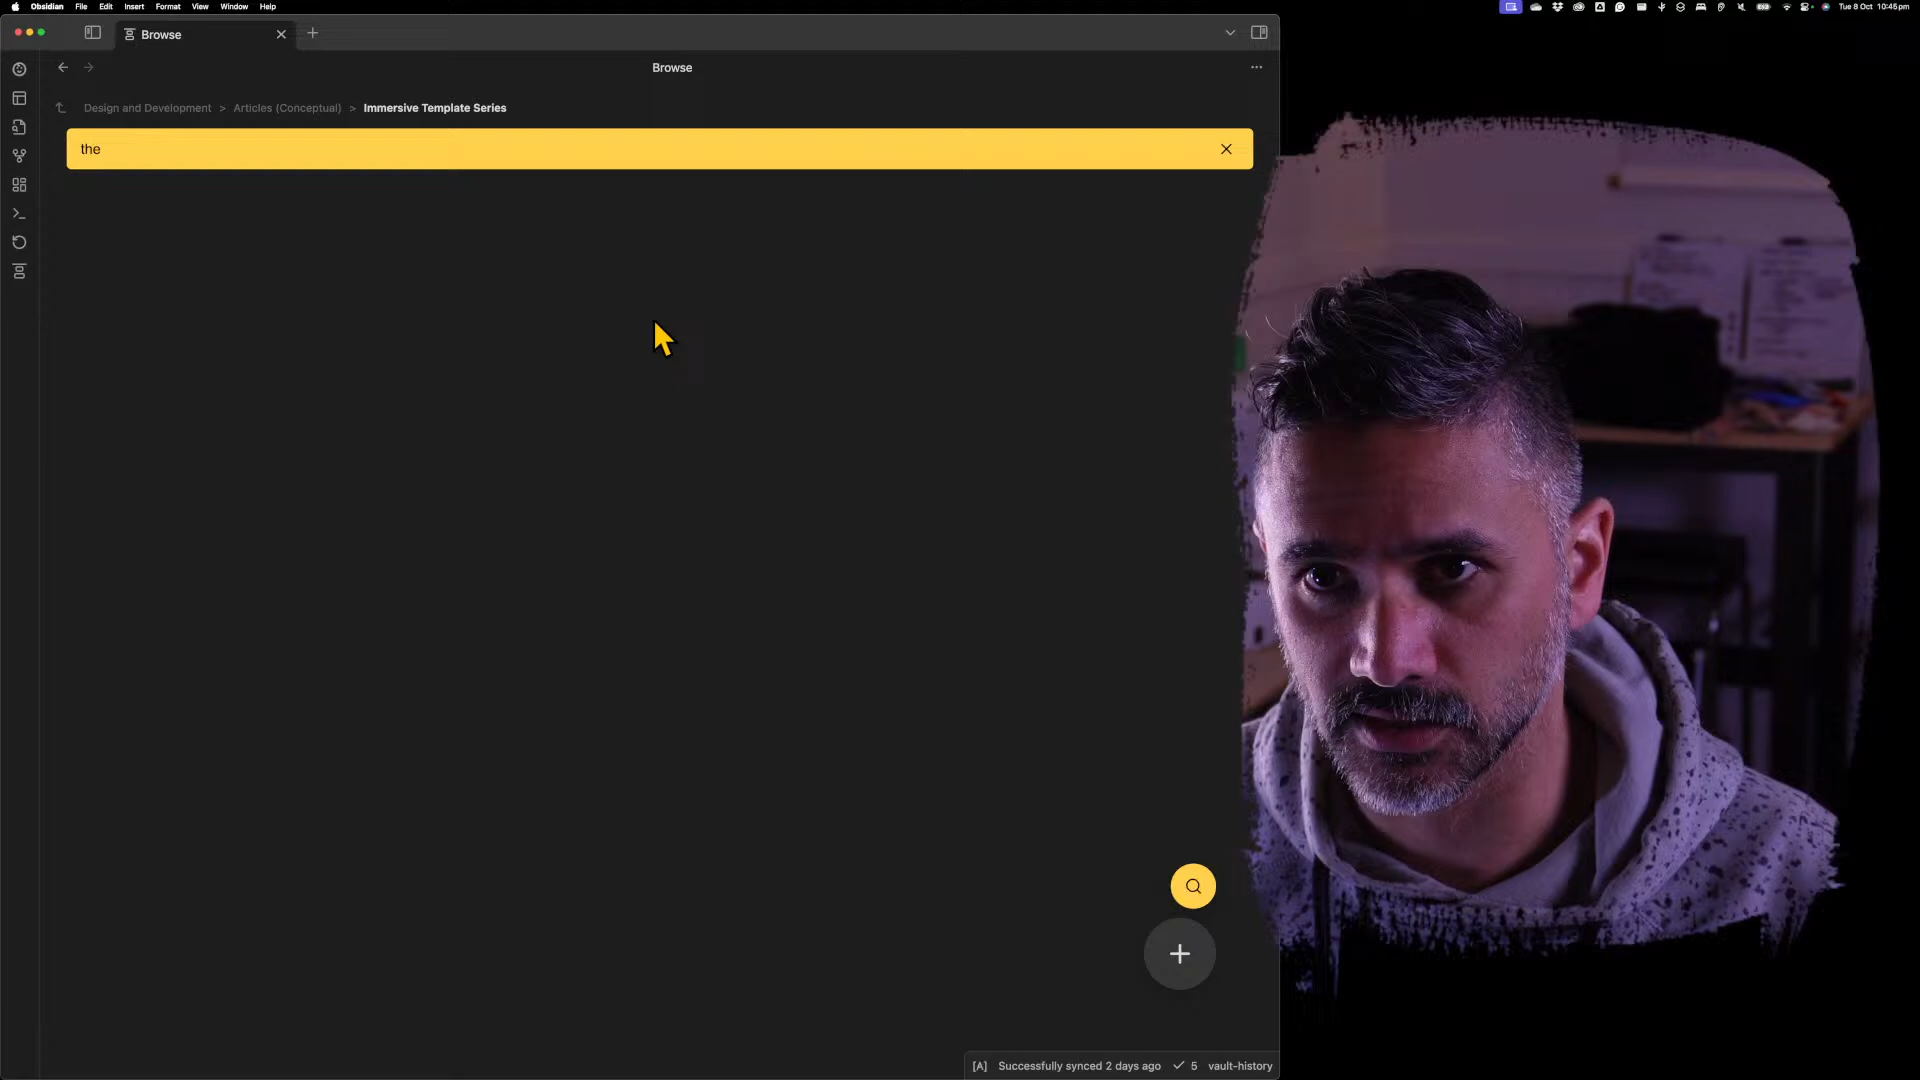 Obsidian File Edit Insert Format View Window Help Tue 8 Oct 10:45pm
Browse
Browse
Design and Development > Articles (Conceptual) > Immersive Template Series
the
[A] Successfully synced 2 days ago 5 vault-history